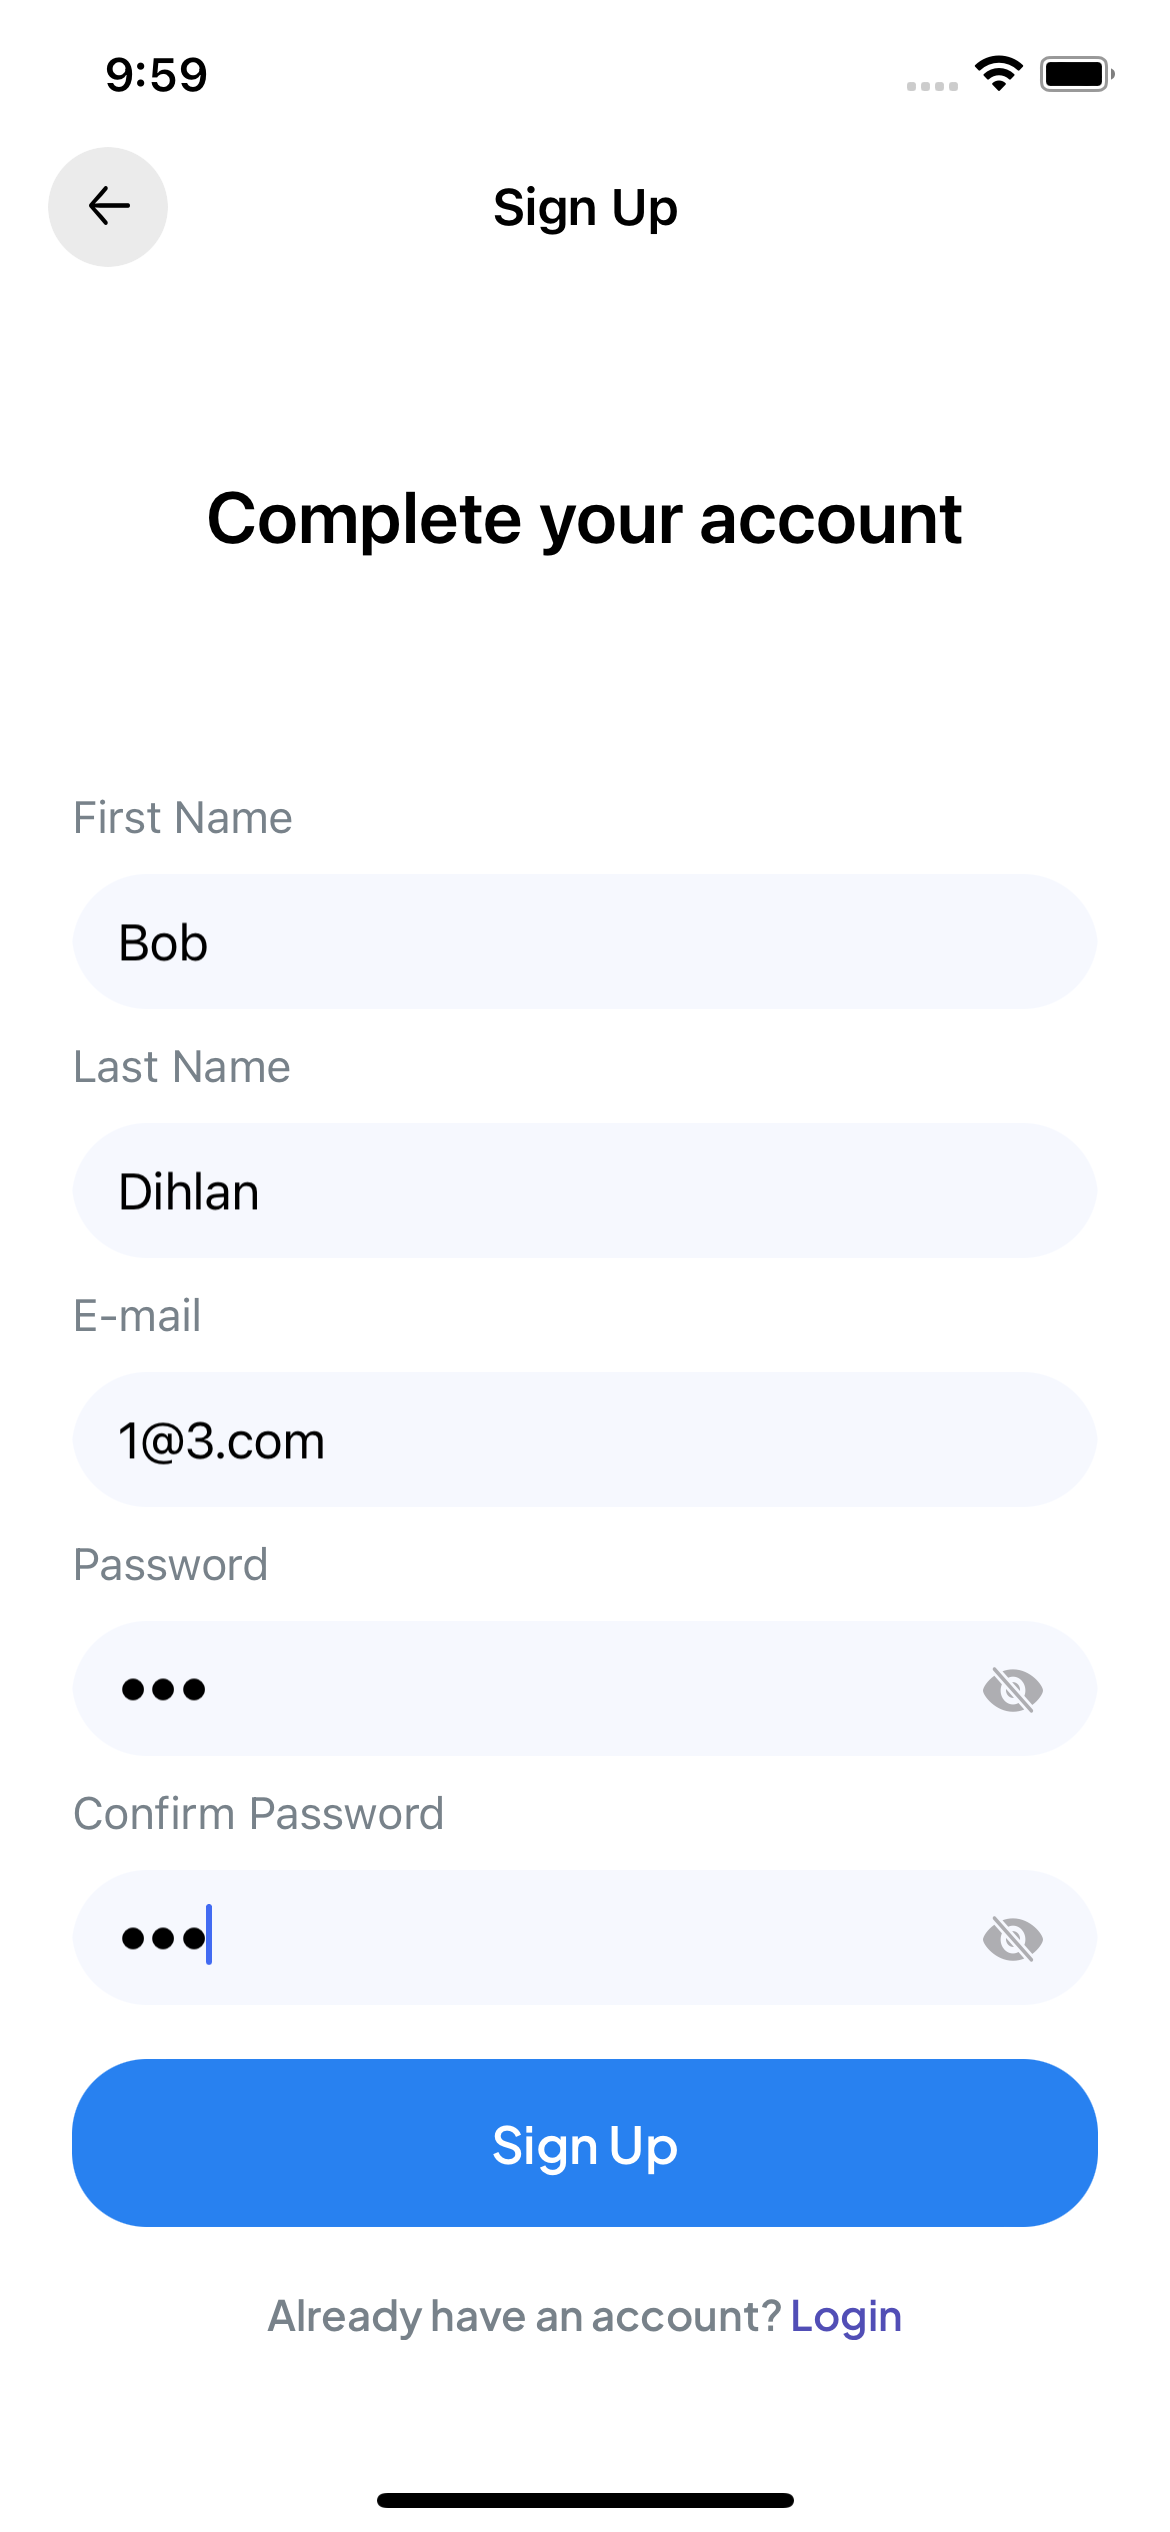 9:59
Sign Up
Complete your account
First Name
Bob
Last Name
Dihlan
E-mail
1@3.com
Password
•••
Confirm Password
•••
Sign Up
Already have an account? Login